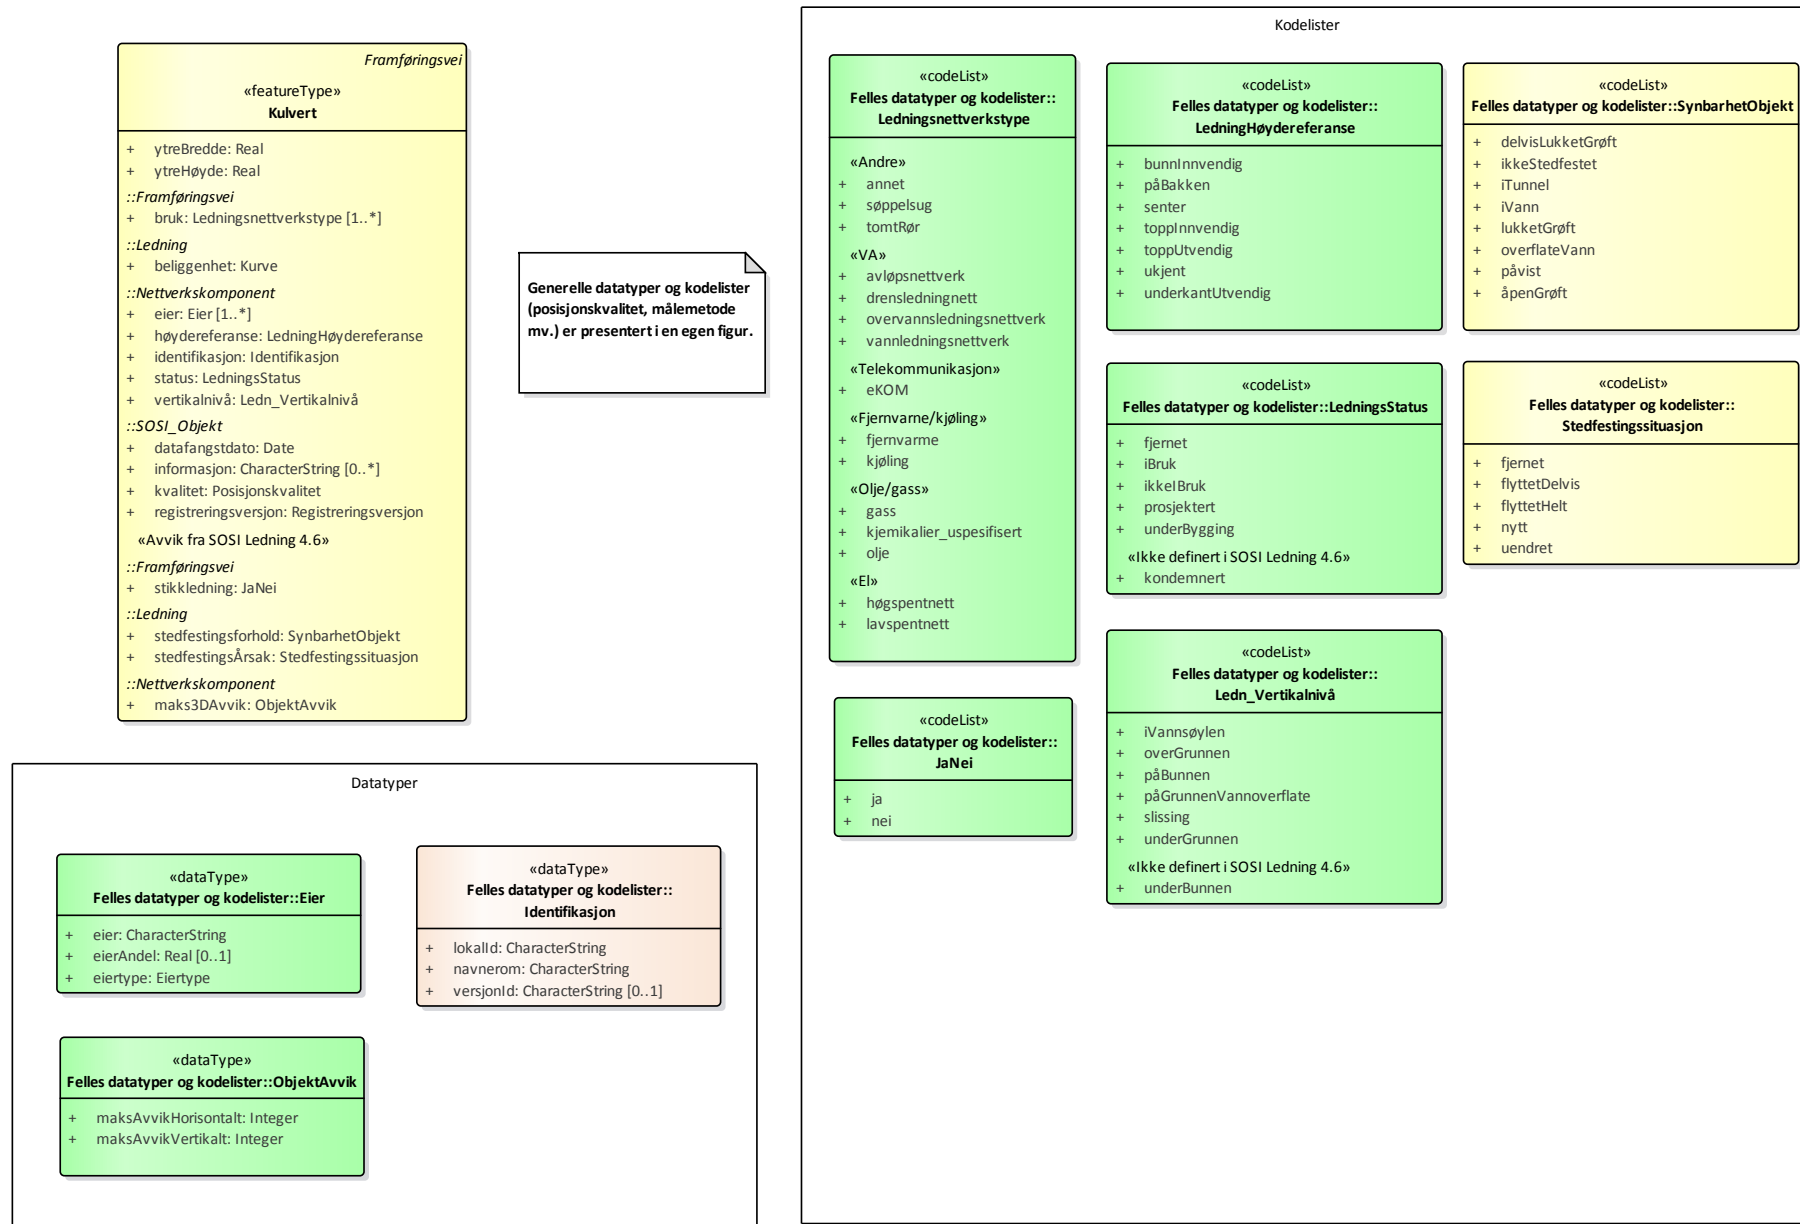 Framføringsvei
«featureType»
Kulvert
+ ytreBredde: Real
+ ytreHøyde: Real
::Framføringsvei
+ bruk: Ledningsnettverkstype [1..*]
::Ledning
+ beliggenhet: Kurve
::Nettverkskomponent
+ eier: Eier [1..*]
+ høydereferanse: LedningHøydereferanse
+ identifikasjon: Identifikasjon
+ status: LedningsStatus
+ vertikalnivå: Ledn_Vertikalnivå
::SOSI_Objekt
+ datafangstdato: Date
+ informasjon: CharacterString [0..*]
+ kvalitet: Posisjonskvalitet
+ registreringsversjon: Registreringsversjon
«Avvik fra SOSI Ledning 4.6»
::Framføringsvei
+ stikkledning: JaNei
::Ledning
+ stedfestingsforhold: SynbarhetObjekt
+ stedfestingsÅrsak: Stedfestingssituasjon
::Nettverkskomponent
+ maks3DAvvik: ObjektAvvik
Generelle datatyper og kodelister
(posisjonskvalitet, målemetode
mv.) er presentert i en egen figur.
Datatyper
«dataType»
Felles datatyper og kodelister::Eier
+ eier: CharacterString
+ eierAndel: Real [0..1]
+ eiertype: Eiertype
«dataType»
Felles datatyper og kodelister::
Identifikasjon
+ lokalId: CharacterString
+ navnerom: CharacterString
+ versjonId: CharacterString [0..1]
«dataType»
Felles datatyper og kodelister::ObjektAvvik
+ maksAvvikHorisontalt: Integer
+ maksAvvikVertikalt: Integer
Kodelister
«codeList»
Felles datatyper og kodelister::
Ledningsnettverkstype
«Andre»
+ annet
+ søppelsug
+ tomtRør
«VA»
+ avløpsnettverk
+ drensledningnett
+ overvannsledningsnettverk
+ vannledningsnettverk
«Telekommunikasjon»
+ eKOM
«Fjernvarne/kjøling»
+ fjernvarme
+ kjøling
«Olje/gass»
+ gass
+ kjemikalier_uspesifisert
+ olje
«El»
+ høgspentnett
+ lavspentnett
«codeList»
Felles datatyper og kodelister::
JaNei
+ ja
+ nei
«codeList»
Felles datatyper og kodelister::
LedningHøydereferanse
+ bunnInnvendig
+ påBakken
+ senter
+ toppInnvendig
+ toppUtvendig
+ ukjent
+ underkantUtvendig
«codeList»
Felles datatyper og kodelister::LedningsStatus
+ fjernet
+ iBruk
+ ikkeIBruk
+ prosjektert
+ underBygging
«Ikke definert i SOSI Ledning 4.6»
+ kondemnert
«codeList»
Felles datatyper og kodelister::
Ledn_Vertikalnivå
+ iVannsøylen
+ overGrunnen
+ påBunnen
+ påGrunnenVannoverflate
+ slissing
+ underGrunnen
«Ikke definert i SOSI Ledning 4.6»
+ underBunnen
«codeList»
Felles datatyper og kodelister::SynbarhetObjekt
+ delvisLukketGrøft
+ ikkeStedfestet
+ iTunnel
+ iVann
+ lukketGrøft
+ overflateVann
+ påvist
+ åpenGrøft
«codeList»
Felles datatyper og kodelister::
Stedfestingssituasjon
+ fjernet
+ flyttetDelvis
+ flyttetHelt
+ nytt
+ uendret